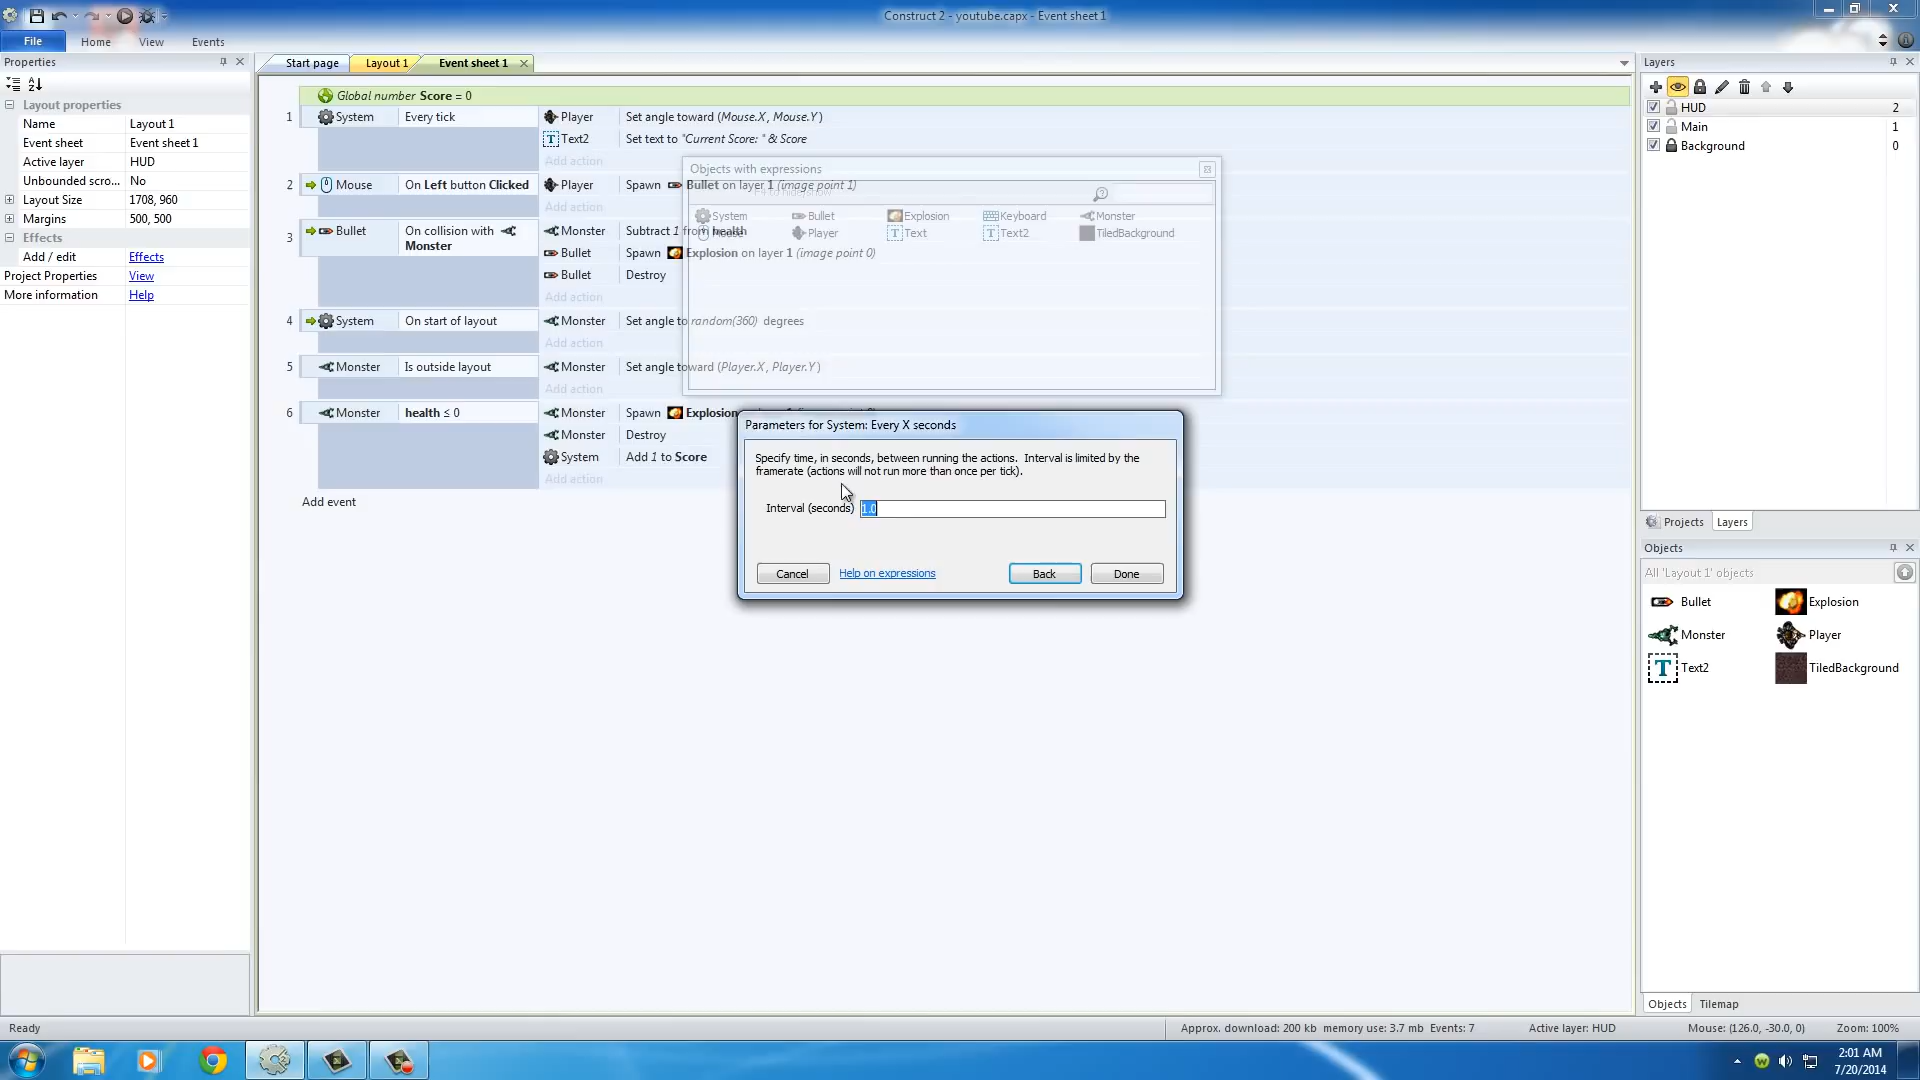 Construct 2 - youtube.capx - Event sheet 1
File Home View Events
Properties
Layout properties
Name Layout 1
Event sheet Event sheet 1
Active layer HUD
Unbounded scro... No
Layout Size 1708, 960
Margins 500, 500
Effects
Add / edit Effects
Project Properties View
More information Help
Start page Layout 1 Event sheet 1
Global number Score = 0
1 System Every tick Player Set angle toward (Mouse.X, Mouse.Y)
Text2 Set text to "Current Score: " & Score
Add action
2 Mouse On Left button Clicked Player Spawn Bullet on layer 1 (image point 1)
Add action
3 Bullet On collision with Monster Monster Subtract 1 from health
Bullet Spawn Explosion on layer 1 (image point 0)
Bullet Destroy
Add action
4 System On start of layout Monster Set angle to random(360) degrees
Add action
5 Monster Is outside layout Monster Set angle toward (Player.X, Player.Y)
Add action
6 Monster health ≤ 0 Monster Spawn Explosion
Monster Destroy
System Add 1 to Score
Add action
Add event
Objects with expressions
System Bullet Explosion Keyboard Monster
Mouse Player Text Text2 TiledBackground
Parameters for System: Every X seconds
Specify time, in seconds, between running the actions. Interval is limited by the
framerate (actions will not run more than once per tick).
Interval (seconds) 1.0
Cancel Help on expressions Back Done
Layers
HUD 2
Main 1
Background 0
Projects Layers
Objects
All 'Layout 1' objects
Bullet Explosion
Monster Player
Text2 TiledBackground
Objects Tilemap
Ready
Approx. download: 200 kb memory use: 3.7 mb Events: 7 Active layer: HUD Mouse: (126.0, -30.0, 0) Zoom: 100%
2:01 AM
7/20/2014